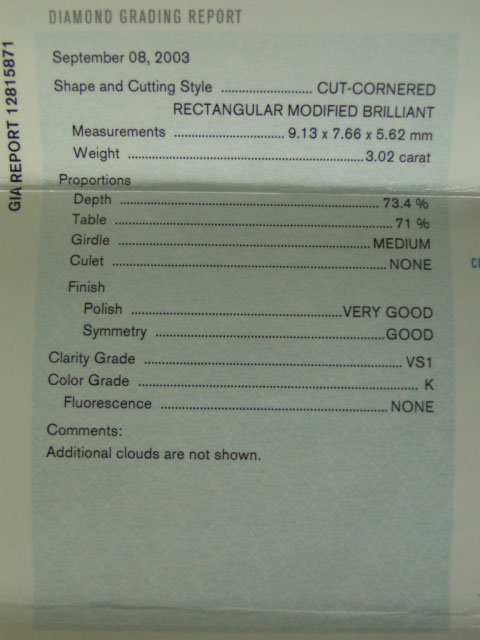 DIAMOND GRADING REPORT
GIA REPORT 12815871
September 08, 2003
Shape and Cutting Style .......................... CUT-CORNERED
RECTANGULAR MODIFIED BRILLIANT
Measurements .............................. 9.13 x 7.66 x 5.62 mm
Weight ................................................................ 3.02 carat
Proportions
Depth ...................................................................... 73.4 %
Table ........................................................................... 71 %
Girdle ................................................................... MEDIUM
Culet ......................................................................... NONE
Finish
Polish ......................................................... VERY GOOD
Symmetry ............................................................. GOOD
Clarity Grade .................................................................. VS1
Color Grade ....................................................................... K
Fluorescence ............................................................ NONE
Comments:
Additional clouds are not shown.